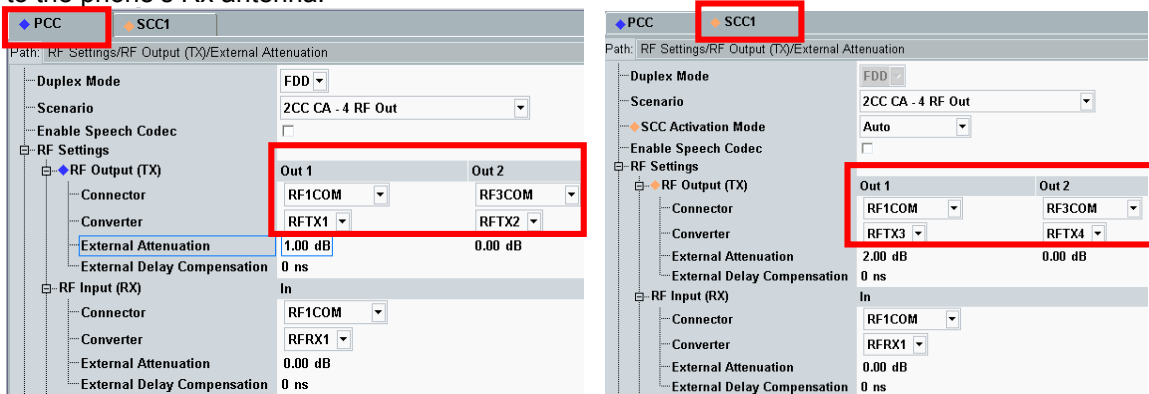 to the phone's Rx antenna.
PCC SCC1
Path: RF Settings/RF Output (TX)/External Attenuation
Duplex Mode FDD
Scenario 2CC CA - 4 RF Out
Enable Speech Codec
RF Settings
RF Output (TX) Out 1 Out 2
Connector RF1COM RF3COM
Converter RFTX1 RFTX2
External Attenuation 1.00 dB 0.00 dB
External Delay Compensation 0 ns
RF Input (RX) In
Connector RF1COM
Converter RFRX1
External Attenuation 0.00 dB
External Delay Compensation 0 ns
PCC SCC1
Path: RF Settings/RF Output (TX)/External Attenuation
Duplex Mode FDD
Scenario 2CC CA - 4 RF Out
SCC Activation Mode Auto
Enable Speech Codec
RF Settings
RF Output (TX) Out 1 Out 2
Connector RF1COM RF3COM
Converter RFTX3 RFTX4
External Attenuation 2.00 dB 0.00 dB
External Delay Compensation 0 ns
RF Input (RX) In
Connector RF1COM
Converter RFRX1
External Attenuation 0.00 dB
External Delay Compensation 0 ns